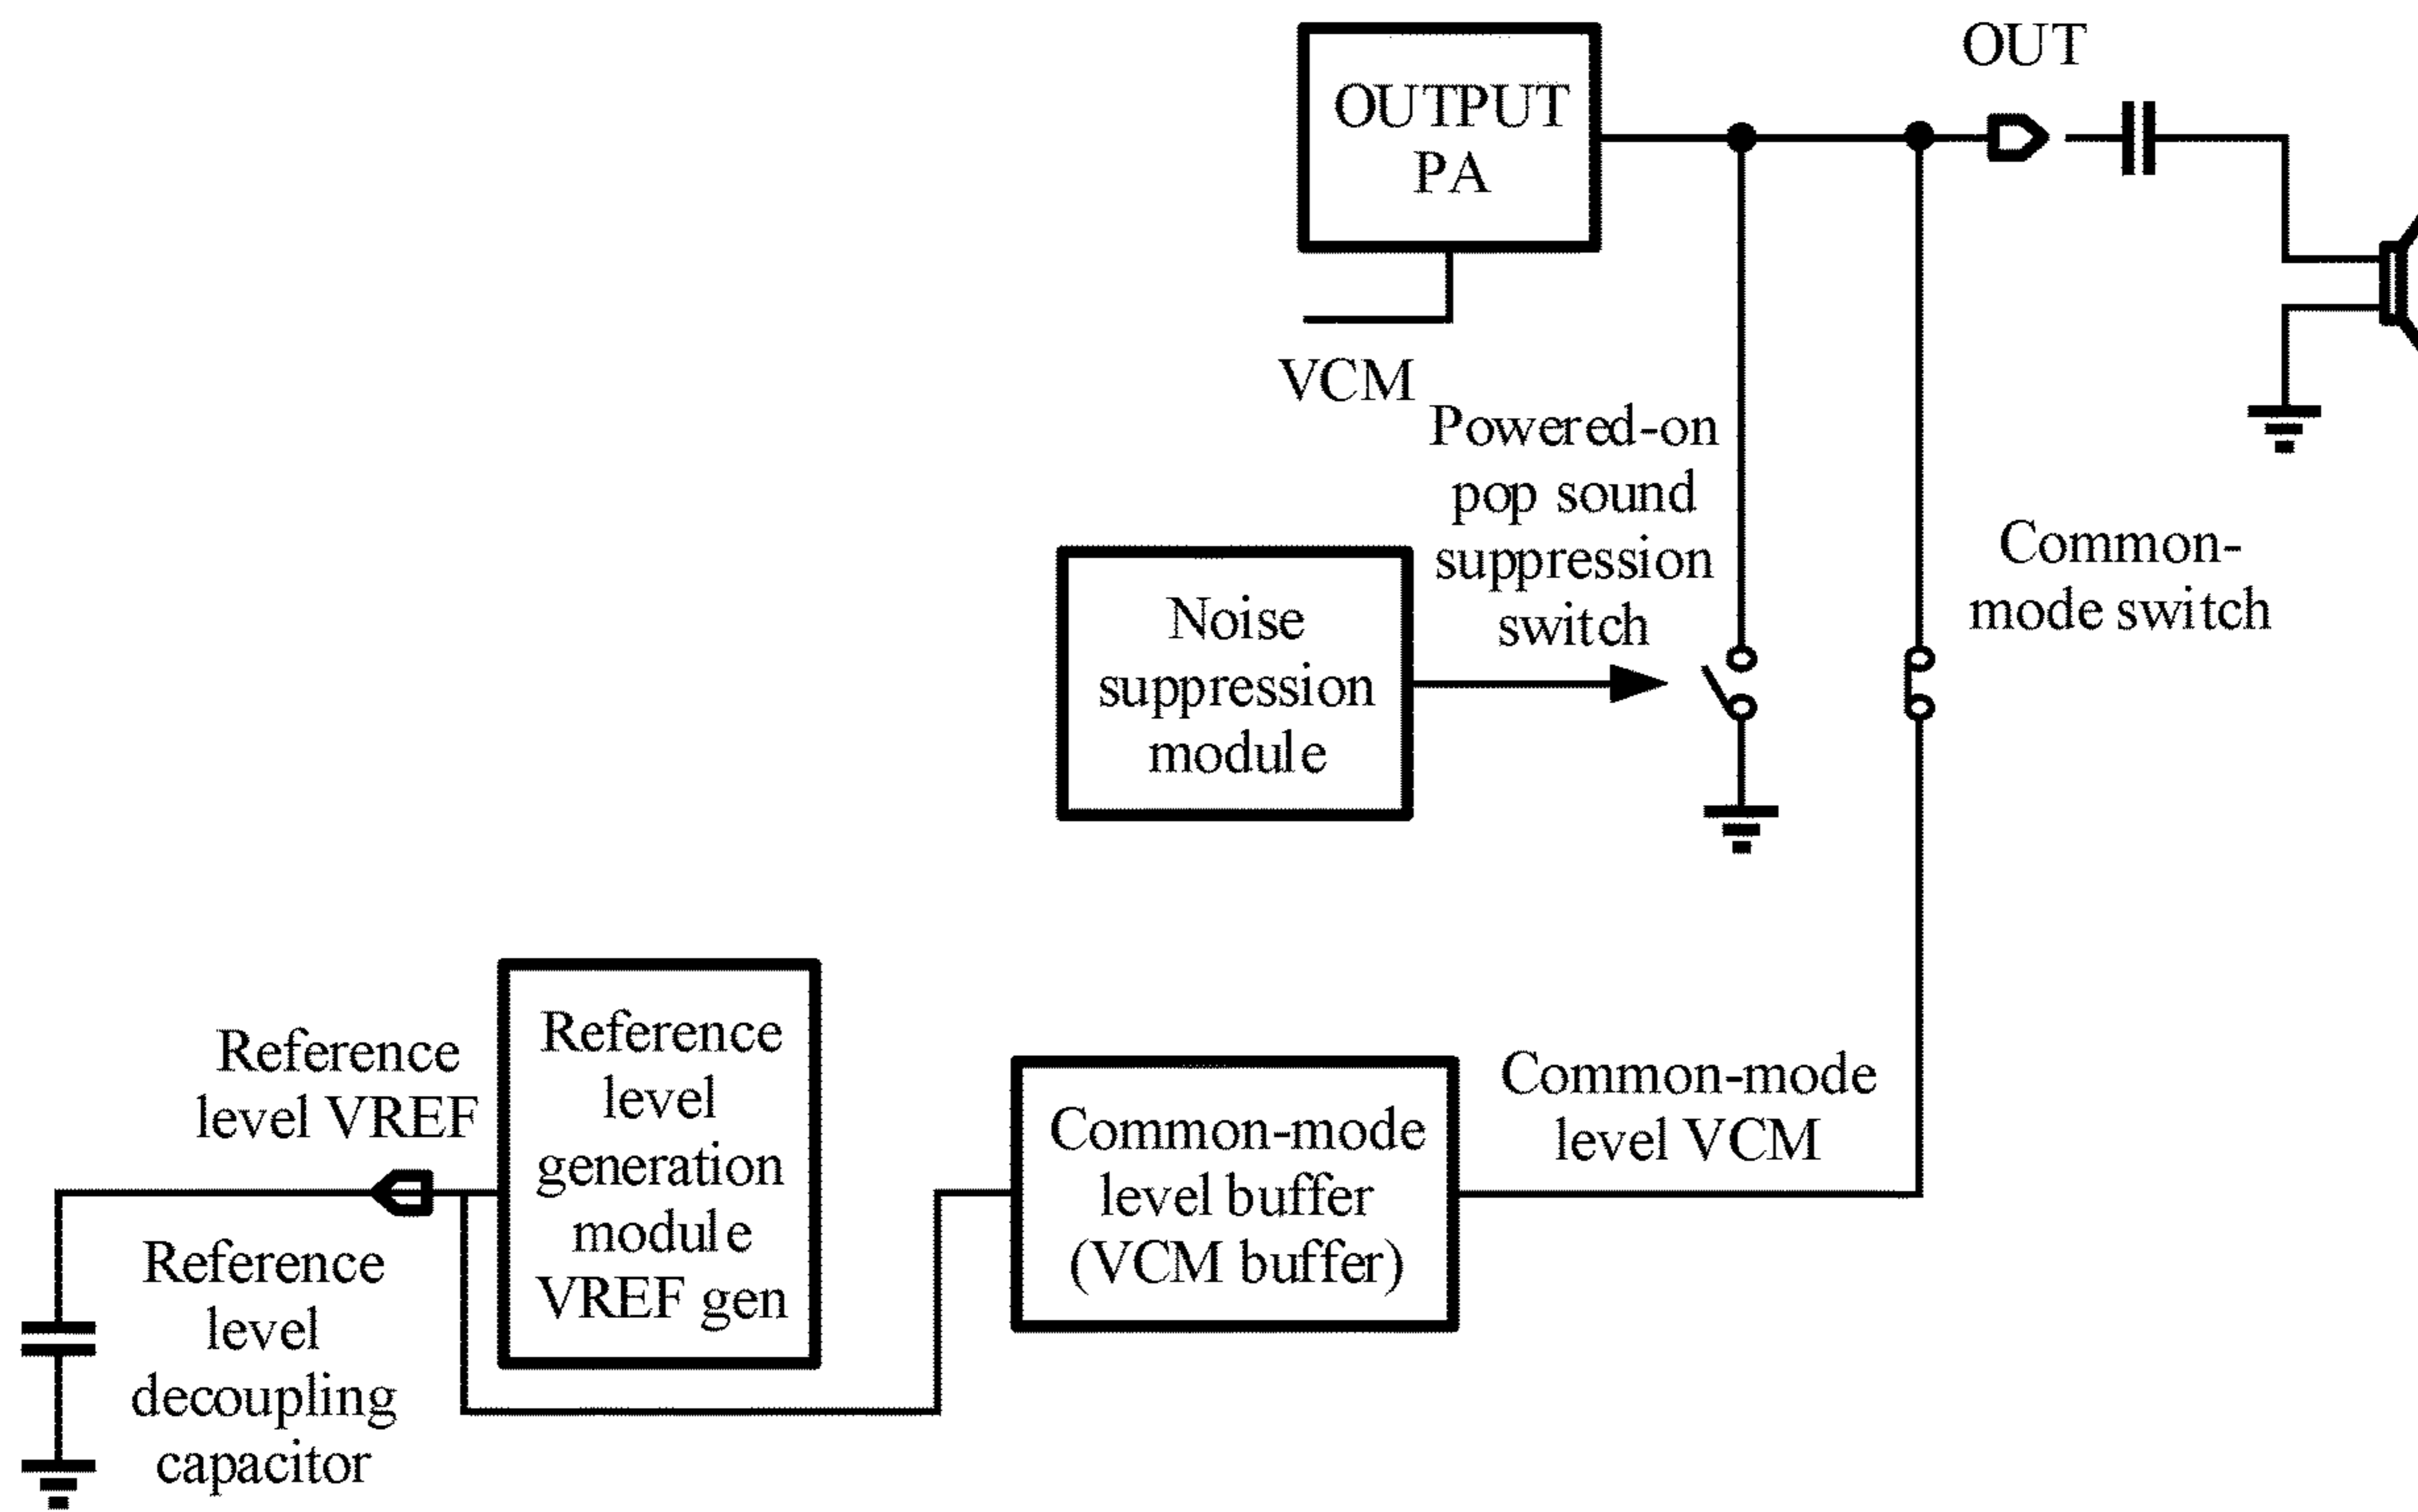 OUT
OUTPUT
PA
VCM
Powered-on
pop sound
suppression
switch
Common-
mode switch
Noise
suppression
module
Reference
level VREF
Reference
level
generation
module
VREF gen
Common-mode
level buffer
(VCM buffer)
Common-mode
level VCM
Reference
level
decoupling
capacitor